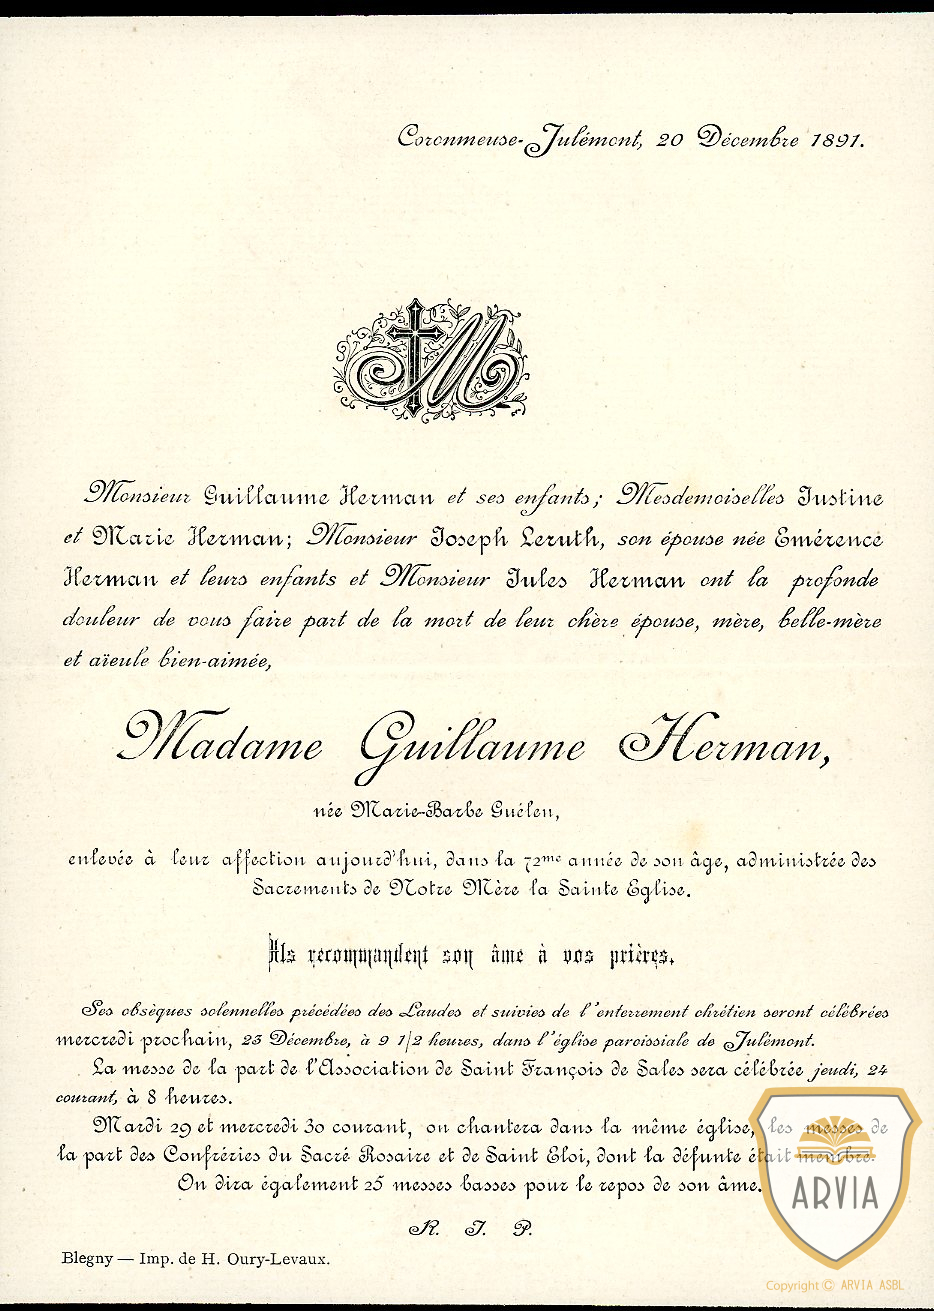 Coronmeuse-Julémont, 20 Décembre 1891.
M
Monsieur Guillaume Herman et ses enfants; Mesdemoiselles Justine
et Marie Herman; Monsieur Joseph Leruth, son épouse née Emérence
Herman et leurs enfants et Monsieur Jules Herman ont la profonde
douleur de vous faire part de la mort de leur chère épouse, mère, belle-mère
et aïeule bien-aimée,
Madame Guillaume Herman,
née Marie-Barbe Guélen,
enlevée à leur affection aujourd'hui, dans la 72me année de son âge, administrée des
Sacrements de Notre Mère la Sainte Eglise.
Ils recommandent son âme à vos prières.
Ses obsèques solennelles précédées des Laudes et suivies de l'enterrement chrétien seront célébrées
mercredi prochain, 23 Décembre, à 9 1/2 heures, dans l'église paroissiale de Julémont.
La messe de la part de l'Association de Saint François de Sales sera célébrée jeudi, 24
courant, à 8 heures.
Mardi 29 et mercredi 30 courant, on chantera dans la même église, les messes de
la part des Confréries du Sacré Rosaire et de Saint Eloi, dont la défunte était membre.
On dira également 25 messes basses pour le repos de son âme.
R. I. P.
Blegny — Imp. de H. Oury-Levaux.
ARVIA
Copyright © ARVIA ASBL